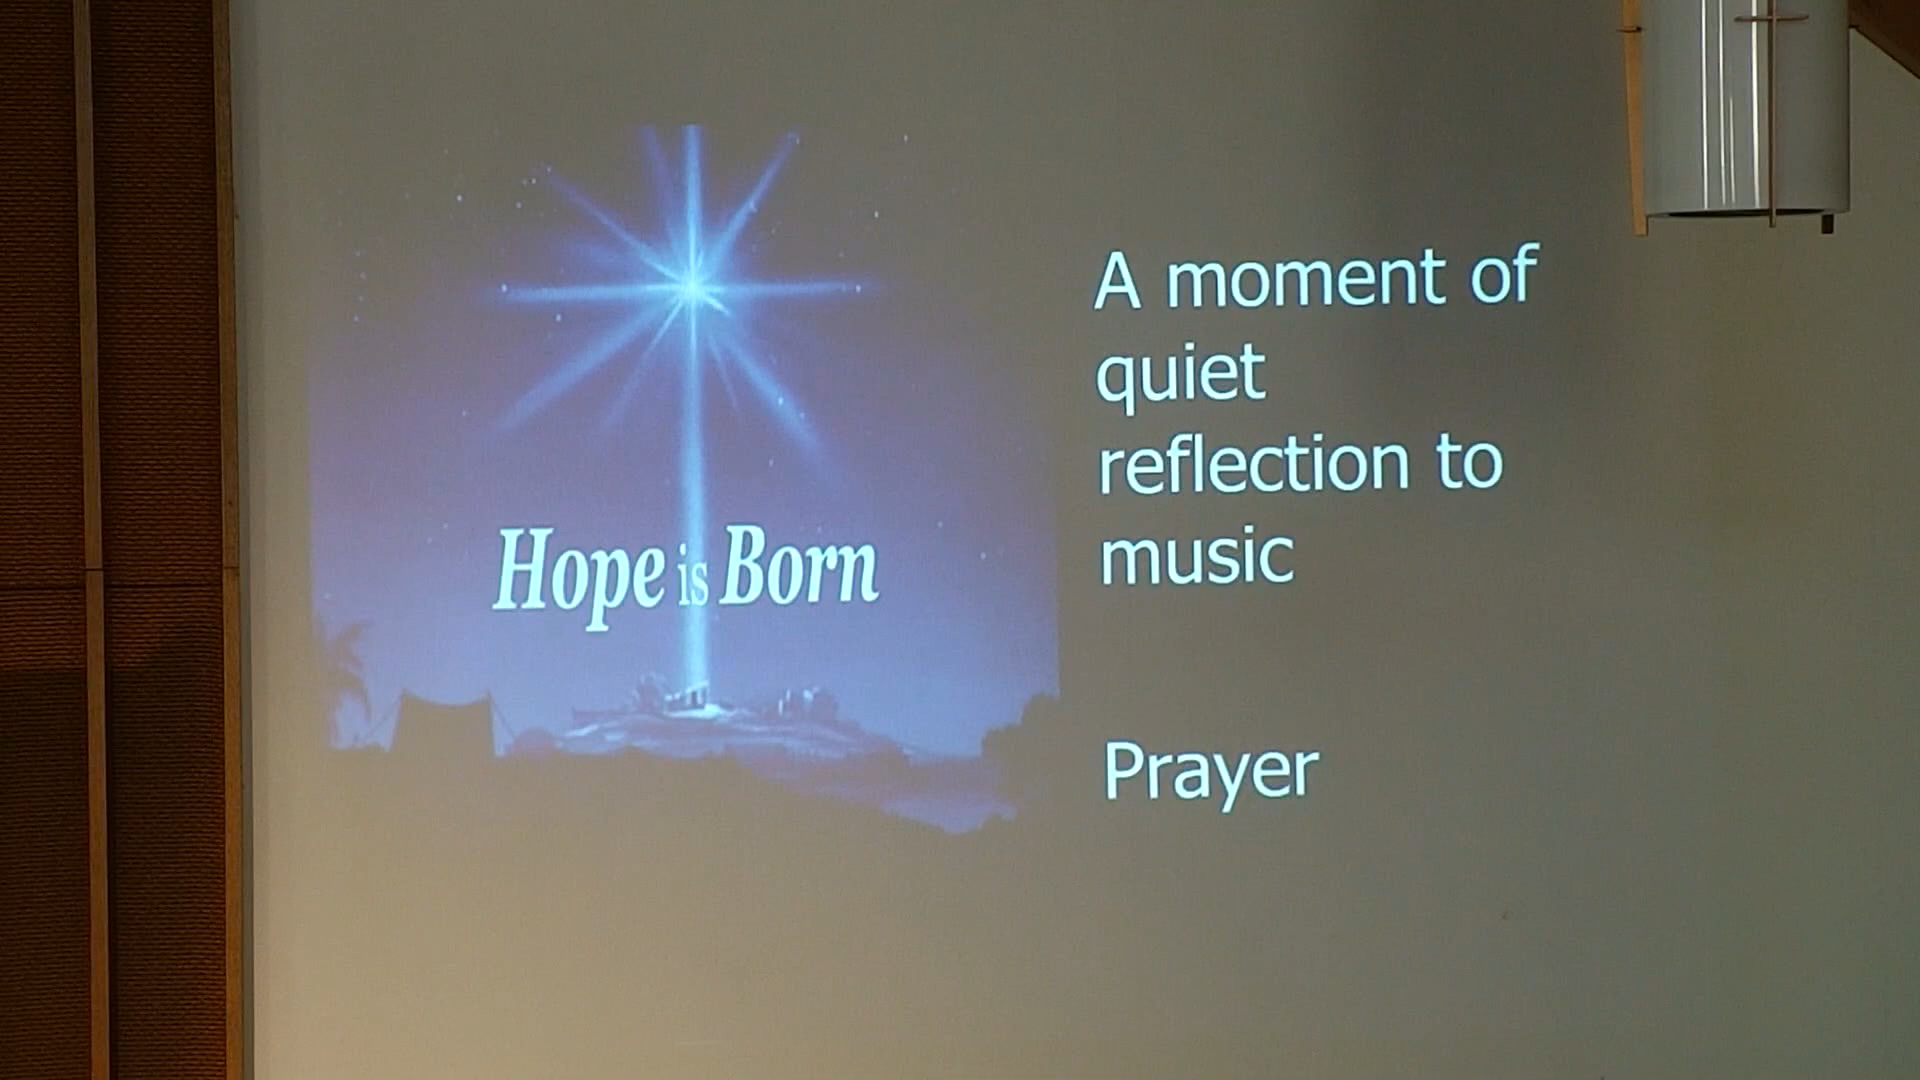 Hope is Born
A moment of
quiet
reflection to
music
Prayer